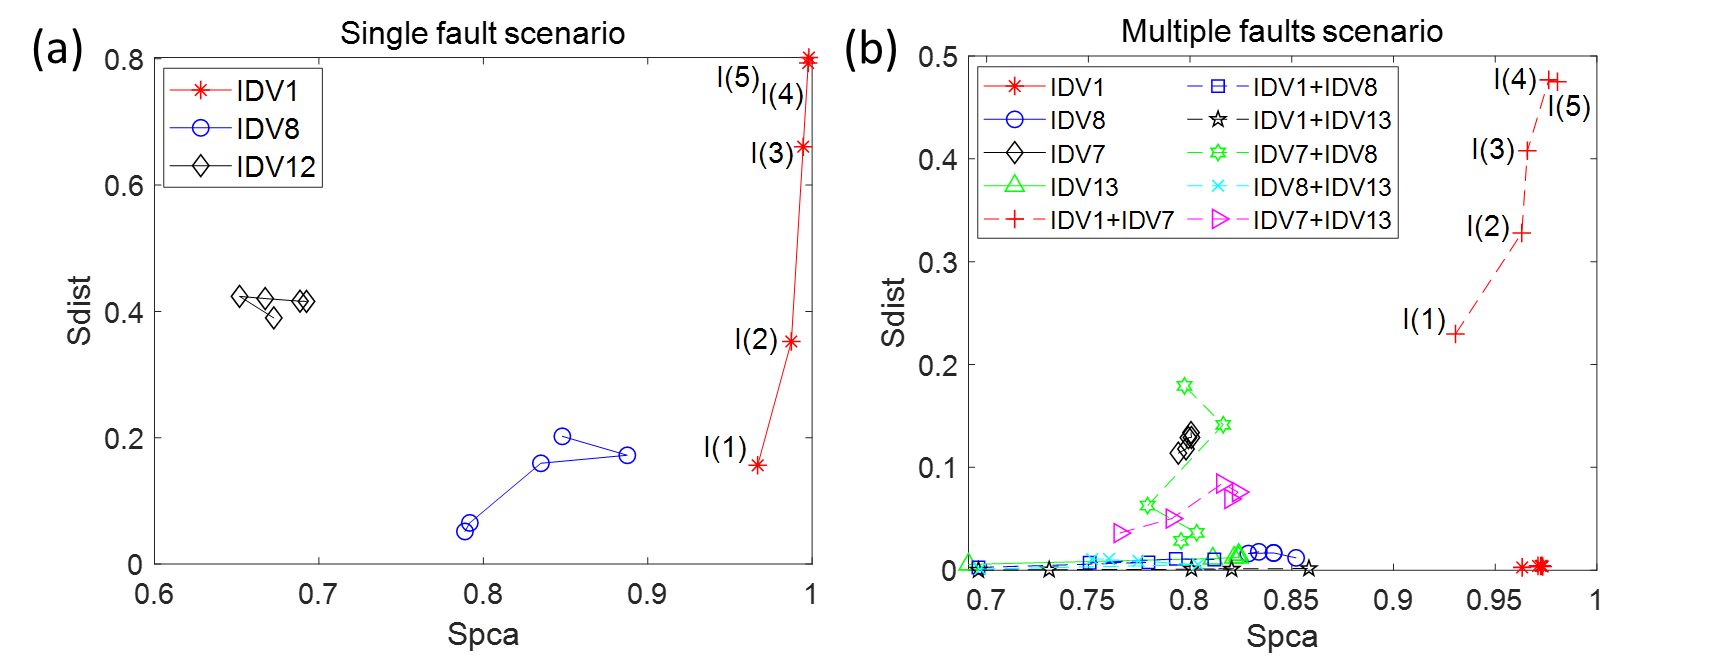 (a)
Single fault scenario
0.8
0.6
0.4
0.2
0
Sdist
IDV1
IDV8
IDV12
I(5)
I(4)
I(3)
I(2)
I(1)
0.6
0.7
0.8
0.9
1
Spca
(b)
Multiple faults scenario
0.5
0.4
0.3
0.2
0.1
0
Sdist
IDV1
IDV8
IDV7
IDV13
IDV1+IDV7
IDV1+IDV8
IDV1+IDV13
IDV7+IDV8
IDV8+IDV13
IDV7+IDV13
I(4)
I(5)
I(3)
I(2)
I(1)
0.7
0.75
0.8
0.85
0.9
0.95
1
Spca